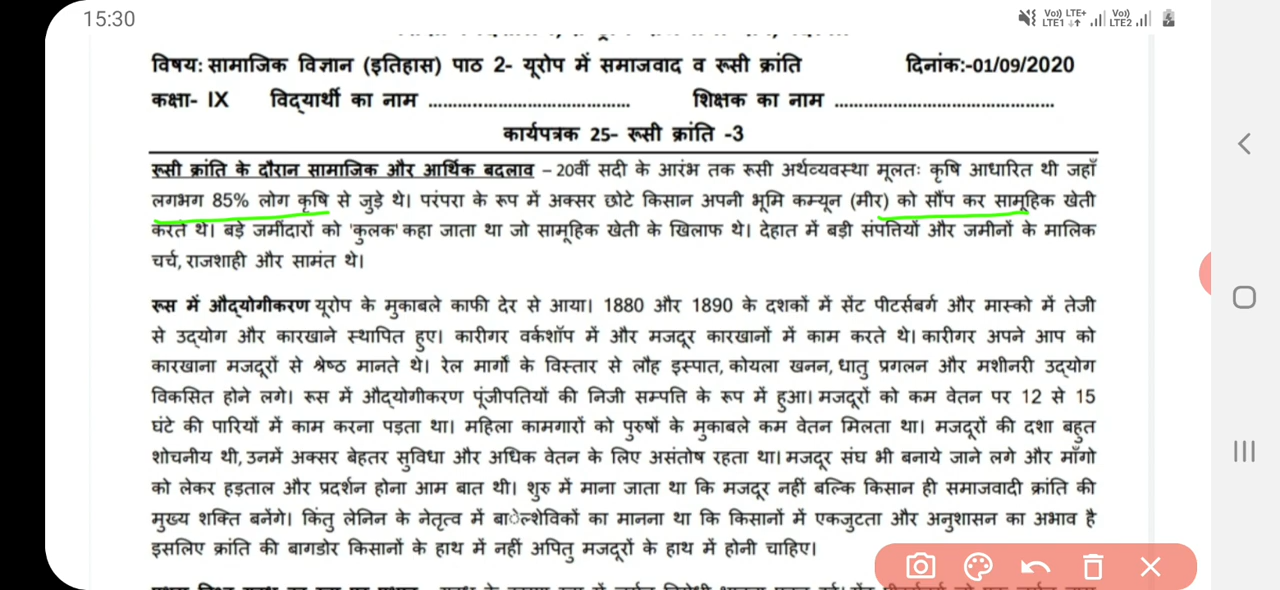 15:30
Vo) LTE+ Vo)
LTE1 ↓↑ LTE2
विषय: सामाजिक विज्ञान (इतिहास) पाठ 2- यूरोप में समाजवाद व रूसी क्रांति दिनांक:-01/09/2020
कक्षा- IX विद्यार्थी का नाम ............................................ शिक्षक का नाम ................................................
कार्यपत्रक 25- रूसी क्रांति -3
रूसी क्रांति के दौरान सामाजिक और आर्थिक बदलाव – 20वीं सदी के आरंभ तक रूसी अर्थव्यवस्था मूलतः कृषि आधारित थी जहाँ
लगभग 85% लोग कृषि से जुड़े थे। परंपरा के रूप में अक्सर छोटे किसान अपनी भूमि कम्यून (मीर) को सौंप कर सामूहिक खेती
करते थे। बड़े जमींदारों को 'कुलक' कहा जाता था जो सामूहिक खेती के खिलाफ थे। देहात में बड़ी संपत्तियों और जमीनों के मालिक
चर्च, राजशाही और सामंत थे।
रूस में औद्योगीकरण यूरोप के मुकाबले काफी देर से आया। 1880 और 1890 के दशकों में सेंट पीटर्सबर्ग और मास्को में तेजी
से उद्योग और कारखाने स्थापित हुए। कारीगर वर्कशॉप में और मजदूर कारखानों में काम करते थे। कारीगर अपने आप को
कारखाना मजदूरों से श्रेष्ठ मानते थे। रेल मार्गों के विस्तार से लौह इस्पात, कोयला खनन, धातु प्रगलन और मशीनरी उद्योग
विकसित होने लगे। रूस में औद्योगीकरण पूंजीपतियों की निजी सम्पत्ति के रूप में हुआ। मजदूरों को कम वेतन पर 12 से 15
घंटे की पारियों में काम करना पड़ता था। महिला कामगारों को पुरुषों के मुकाबले कम वेतन मिलता था। मजदूरों की दशा बहुत
शोचनीय थी, उनमें अक्सर बेहतर सुविधा और अधिक वेतन के लिए असंतोष रहता था। मजदूर संघ भी बनाये जाने लगे और माँगो
को लेकर हड़ताल और प्रदर्शन होना आम बात थी। शुरु में माना जाता था कि मजदूर नहीं बल्कि किसान ही समाजवादी क्रांति की
मुख्य शक्ति बनेंगे। किंतु लेनिन के नेतृत्व में बाेल्शेविकों का मानना था कि किसानों में एकजुटता और अनुशासन का अभाव है
इसलिए क्रांति की बागडोर किसानों के हाथ में नहीं अपितु मजदूरों के हाथ में होनी चाहिए।